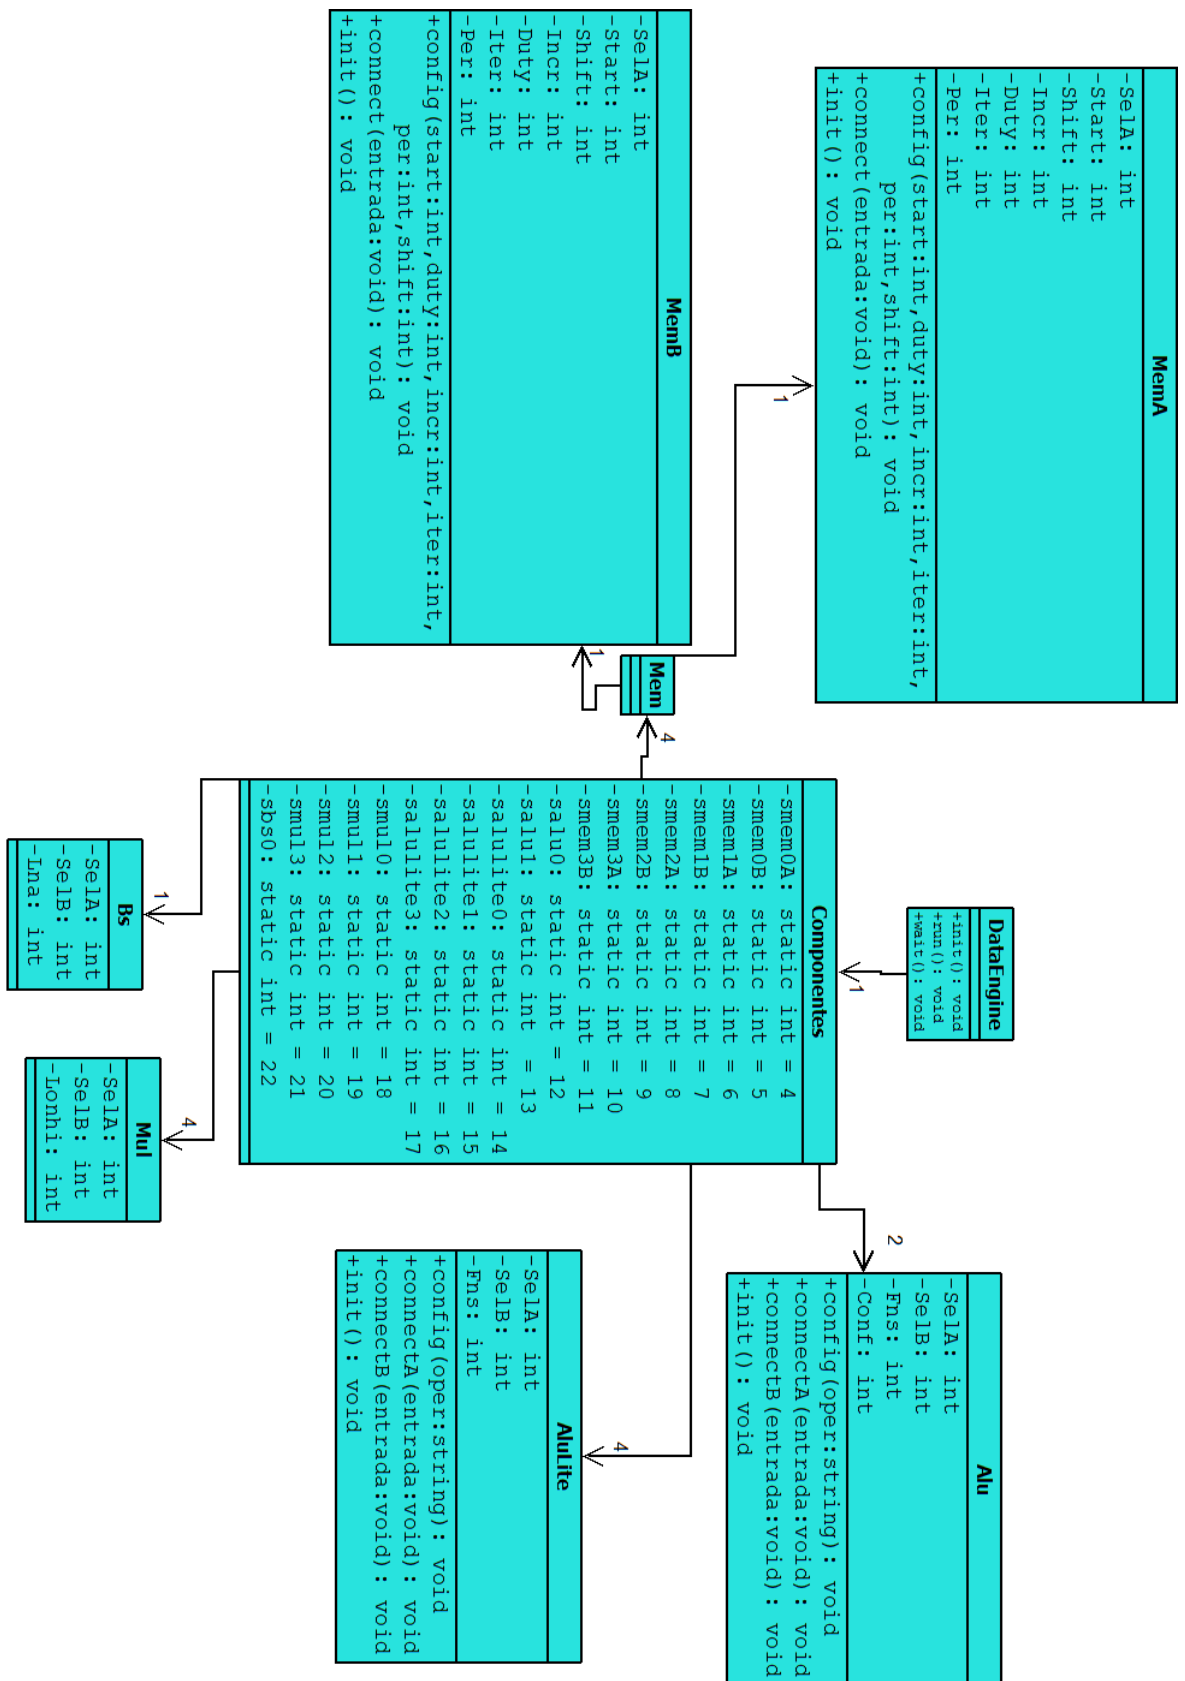 MemA
-SelA: int
-Start: int
-Shift: int
-Incr: int
-Duty: int
-Iter: int
-Per: int
+config(start:int,duty:int,incr:int,iter:int,
per:int,shift:int): void
+connect(entrada:void): void
+init(): void
1
MemB
-SelA: int
-Start: int
-Shift: int
-Incr: int
-Duty: int
-Iter: int
-Per: int
+config(start:int,duty:int,incr:int,iter:int,
per:int,shift:int): void
+connect(entrada:void): void
+init(): void
1
Mem
4
DataEngine
+init(): void
+run(): void
+wait(): void
1
Componentes
-smem0A: static int = 4
-smem0B: static int = 5
-smem1A: static int = 6
-smem1B: static int = 7
-smem2A: static int = 8
-smem2B: static int = 9
-smem3A: static int = 10
-smem3B: static int = 11
-salu0: static int = 12
-salu1: static int = 13
-salulite0: static int = 14
-salulite1: static int = 15
-salulite2: static int = 16
-salulite3: static int = 17
-smul0: static int = 18
-smul1: static int = 19
-smul2: static int = 20
-smul3: static int = 21
-sbs0: static int = 22
1
Bs
-SelA: int
-SelB: int
-Lna: int
4
Mul
-SelA: int
-SelB: int
-Lonhi: int
2
Alu
-SelA: int
-SelB: int
-Fns: int
-Conf: int
+config(oper:string): void
+connectA(entrada:void): void
+connectB(entrada:void): void
+init(): void
4
AluLite
-SelA: int
-SelB: int
-Fns: int
+config(oper:string): void
+connectA(entrada:void): void
+connectB(entrada:void): void
+init(): void